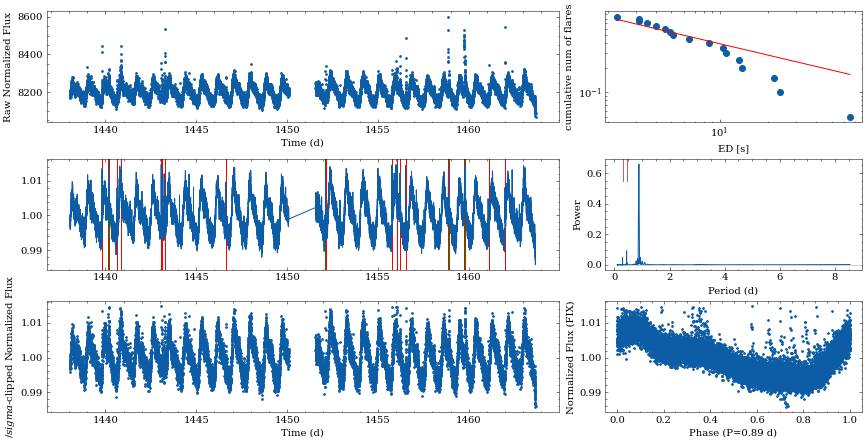 Raw Normalized Flux
8600
8400
8200
1440 1445 1450 1455 1460
Time (d)
cumulative num of flares
10⁻¹
10¹
ED [s]
1.01
1.00
0.99
1440 1445 1450 1455 1460
Power
0.6
0.4
0.2
0.0
0 2 4 6 8
Period (d)
/sigma-clipped Normalized Flux
1.01
1.00
0.99
1440 1445 1450 1455 1460
Time (d)
Normalized Flux (FIX)
1.01
1.00
0.99
0.0 0.2 0.4 0.6 0.8 1.0
Phase (P=0.89 d)